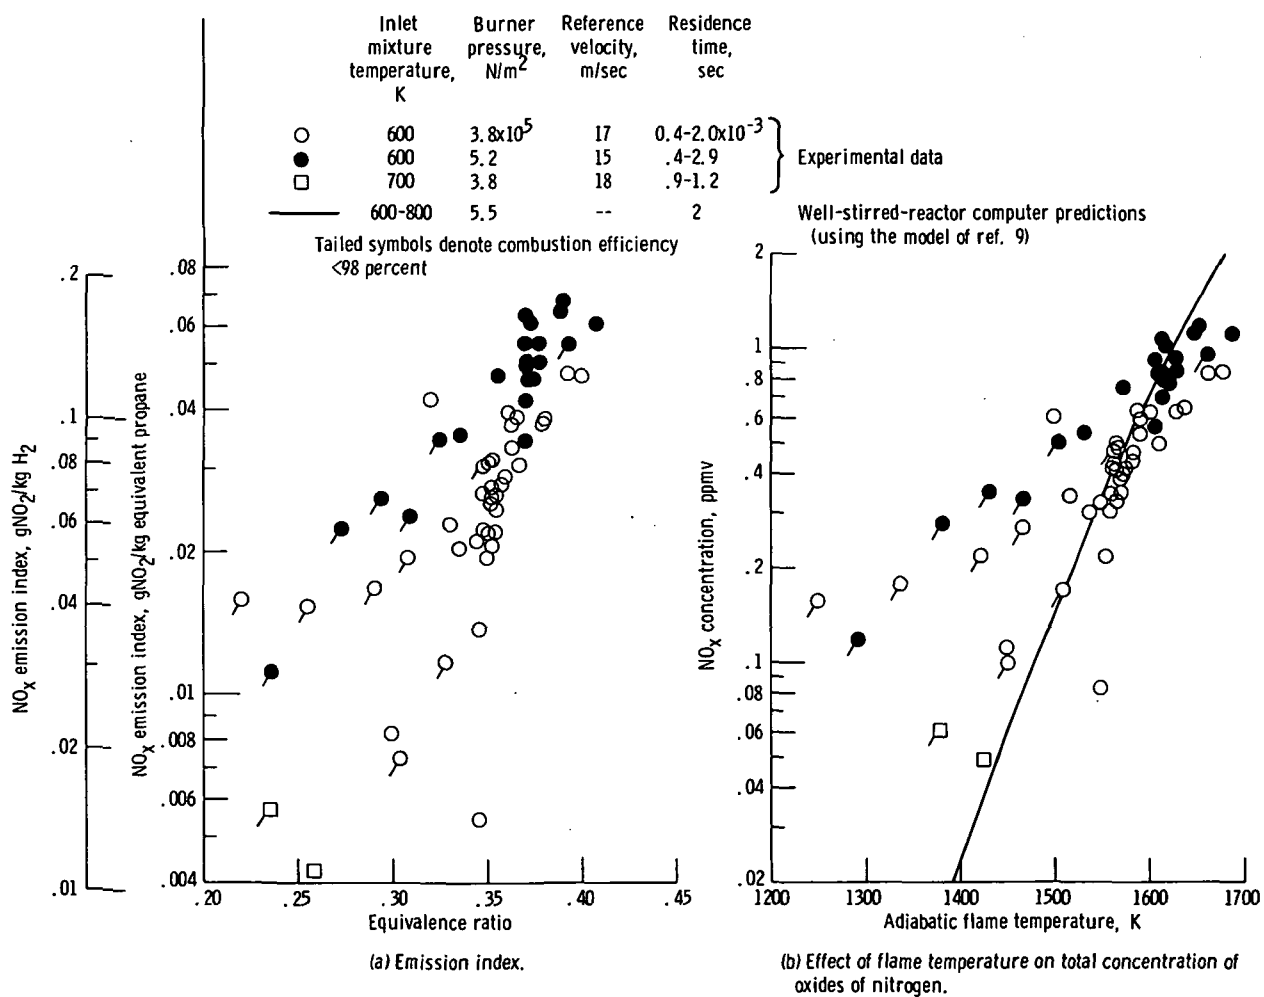 Inlet mixture temperature, K
Burner pressure, N/m2
Reference velocity, m/sec
Residence time, sec
600 3.8x10^5 17 0.4-2.0x10^-3
600 5.2 15 .4-2.9
700 3.8 18 .9-1.2
Experimental data
600-800 5.5 -- 2
Well-stirred-reactor computer predictions
(using the model of ref. 9)
Tailed symbols denote combustion efficiency
<98 percent
NOx emission index, gNO2/kg H2
.2
.1
.08
.06
.04
.02
.01
NOx emission index, gNO2/kg equivalent propane
.08
.06
.04
.02
.01
.008
.006
.004
.20 .25 .30 .35 .40 .45
Equivalence ratio
(a) Emission index.
NOx concentration, ppmv
2
1
.8
.6
.4
.2
.1
.08
.06
.04
.02
1200 1300 1400 1500 1600 1700
Adiabatic flame temperature, K
(b) Effect of flame temperature on total concentration of
oxides of nitrogen.